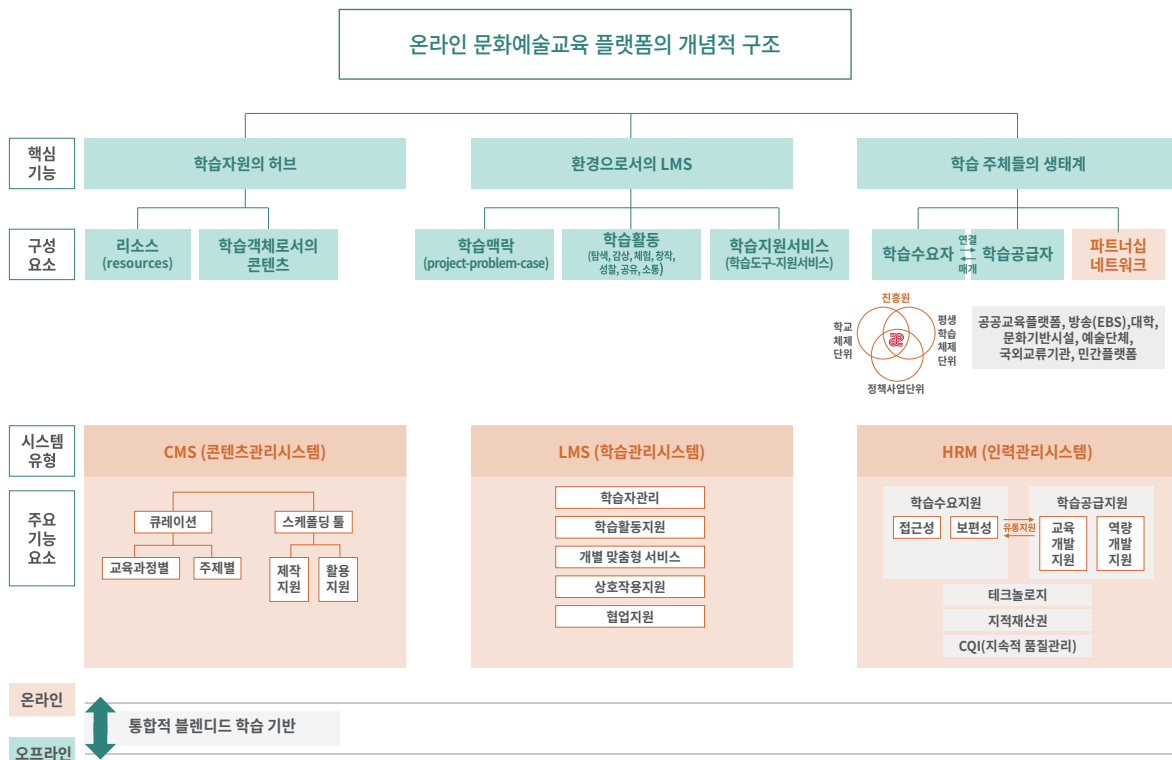 온라인 문화예술교육 플랫폼의 개념적 구조
핵심
기능
학습자원의 허브
환경으로서의 LMS
학습 주체들의 생태계
구성
요소
리소스
(resources)
학습객체로서의
콘텐츠
학습맥락
(project-problem-case)
학습활동
(탐색, 감상, 체험, 창작,
성찰, 공유, 소통)
학습지원서비스
(학습도구-지원서비스)
학습수요자
연결
매개
학습공급자
파트너십
네트워크
진흥원
학교
체제
단위
평생
학습
체제
단위
정책사업단위
공공교육플랫폼, 방송(EBS),대학,
문화기반시설, 예술단체,
국외교류기관, 민간플랫폼
시스템
유형
CMS (콘텐츠관리시스템)
LMS (학습관리시스템)
HRM (인력관리시스템)
주요
기능
요소
큐레이션
스케폴딩 툴
교육과정별
주제별
제작
지원
활용
지원
학습자관리
학습활동지원
개별 맞춤형 서비스
상호작용지원
협업지원
학습수요지원
접근성
보편성
유통지원
학습공급지원
교육
개발
지원
역량
개발
지원
테크놀로지
지적재산권
CQI(지속적 품질관리)
온라인
통합적 블렌디드 학습 기반
오프라인